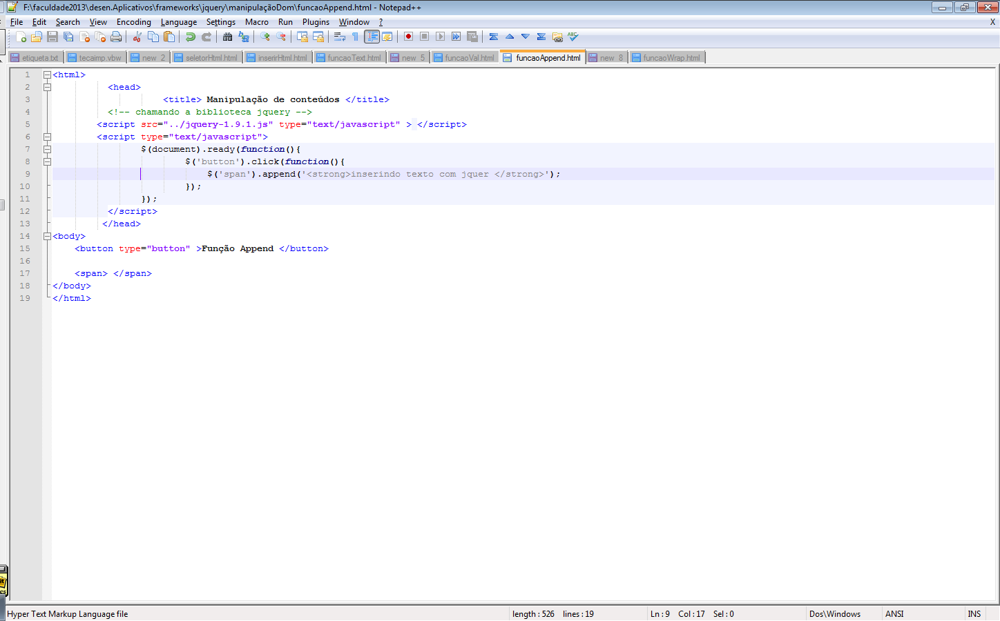 F:\faculdade2013\desen.Aplicativos\frameworks\jquery\manipulaçãoDom\funcaoAppend.html - Notepad++
File Edit Search View Encoding Language Settings Macro Run Plugins Window ? X
etiqueta.txt tecaimp.vbw new 2 seletorHtml.html inserirHtml.html funcaoText.html new 5 funcaoVal.html funcaoAppend.html new 8 funcaoWrap.html
1 <html>
2 <head>
3 <title> Manipulação de conteúdos </title>
4 <!-- chamando a biblioteca jquery -->
5 <script src="../jquery-1.9.1.js" type="text/javascript" > </script>
6 <script type="text/javascript">
7 $(document).ready(function(){
8 $('button').click(function(){
9 $('span').append('<strong>inserindo texto com jquer </strong>');
10 });
11 });
12 </script>
13 </head>
14 <body>
15 <button type="button" >Função Append </button>
16
17 <span> </span>
18 </body>
19 </html>
Hyper Text Markup Language file length : 526 lines : 19 Ln : 9 Col : 17 Sel : 0 Dos\Windows ANSI INS